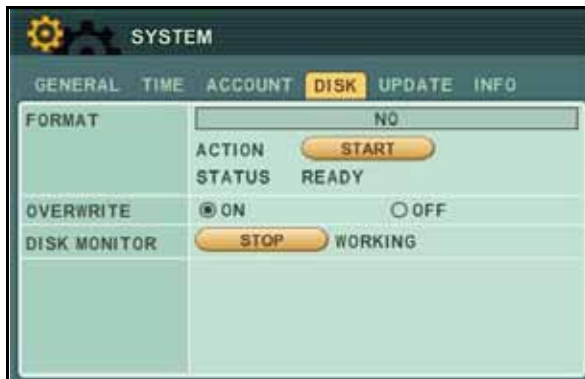 SYSTEM
GENERAL TIME ACCOUNT DISK UPDATE INFO
FORMAT NO
ACTION START
STATUS READY
OVERWRITE ON OFF
DISK MONITOR STOP WORKING